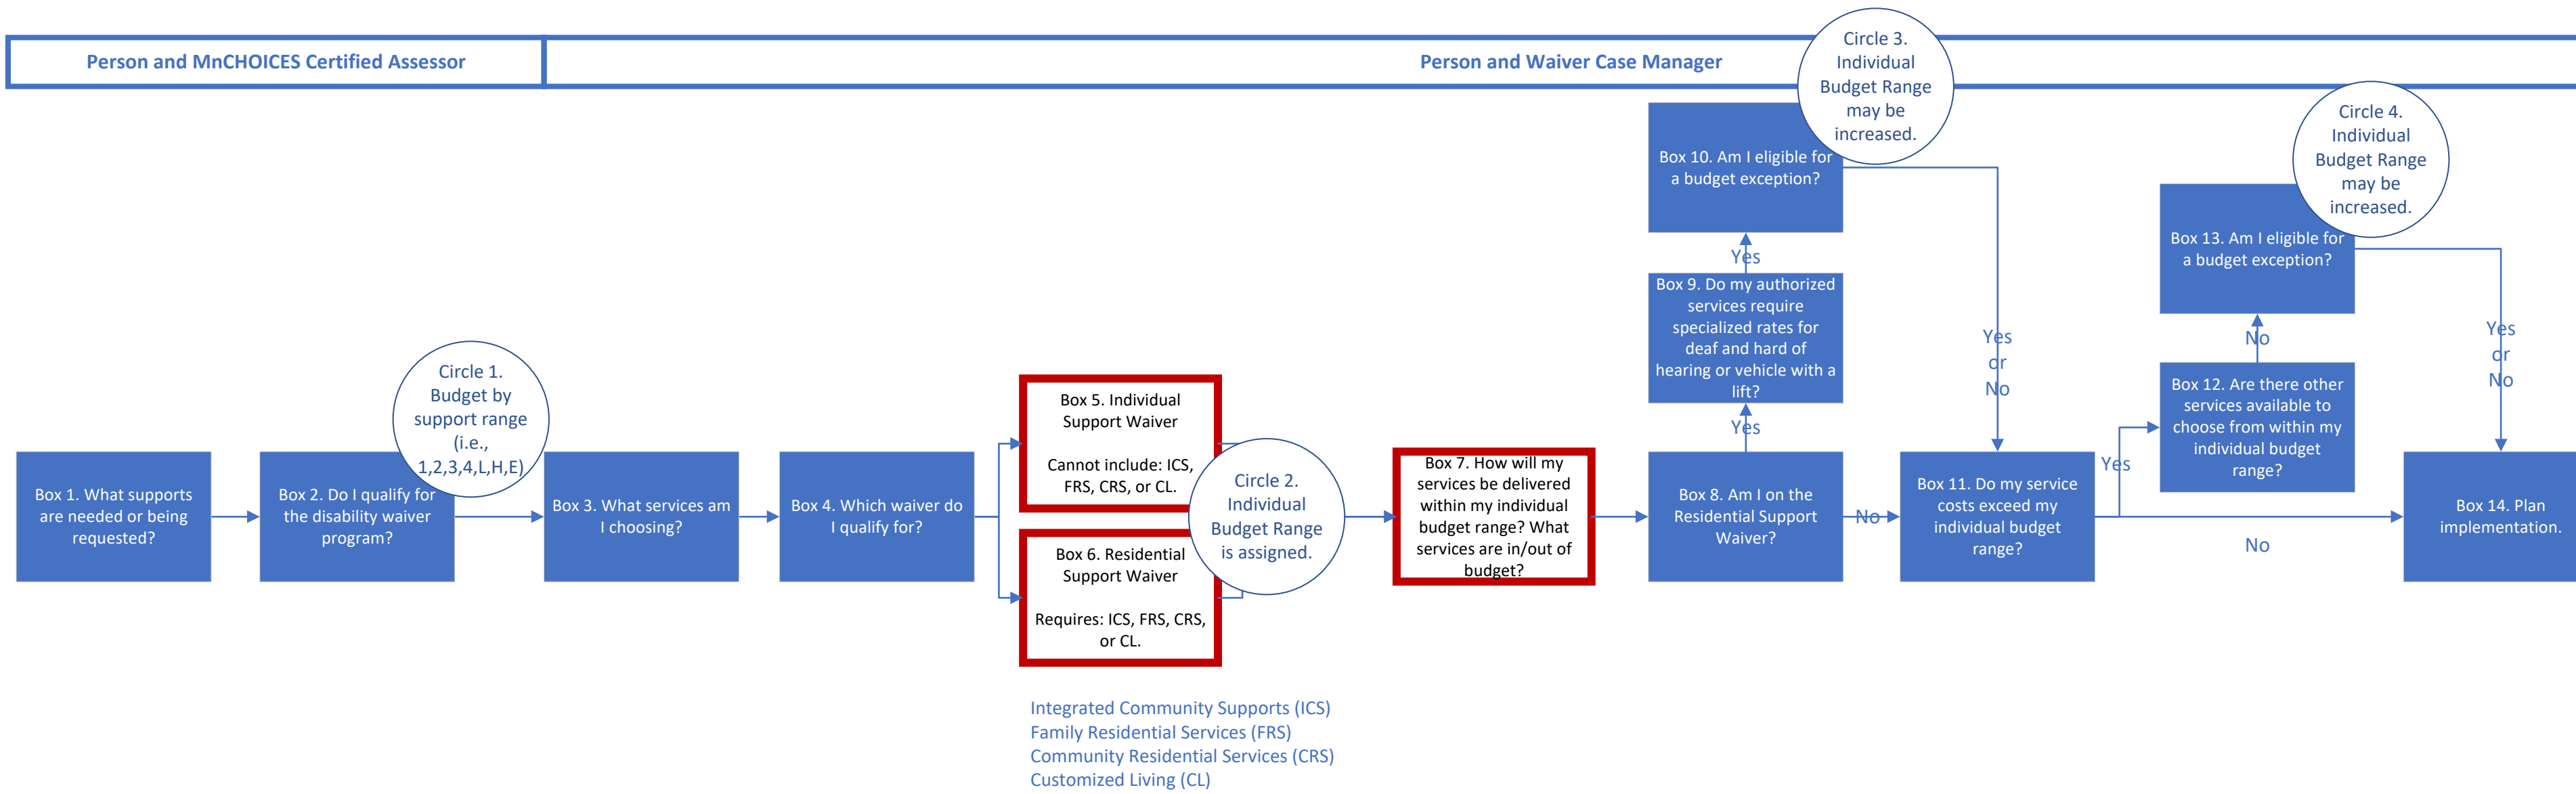 Person and MnCHOICES Certified Assessor
Person and Waiver Case Manager
Box 1. What supports
are needed or being
requested?
Box 2. Do I qualify for
the disability waiver
program?
Circle 1.
Budget by
support range
(i.e.,
1,2,3,4,L,H,E)
Box 3. What services am
I choosing?
Box 4. Which waiver do
I qualify for?
Box 5. Individual
Support Waiver
Cannot include: ICS,
FRS, CRS, or CL.
Box 6. Residential
Support Waiver
Requires: ICS, FRS, CRS,
or CL.
Circle 2.
Individual
Budget Range
is assigned.
Integrated Community Supports (ICS)
Family Residential Services (FRS)
Community Residential Services (CRS)
Customized Living (CL)
Box 7. How will my
services be delivered
within my individual
budget range? What
services are in/out of
budget?
Box 8. Am I on the
Residential Support
Waiver?
Yes
Box 9. Do my authorized
services require
specialized rates for
deaf and hard of
hearing or vehicle with a
lift?
Yes
Box 10. Am I eligible for
a budget exception?
Circle 3.
Individual
Budget Range
may be
increased.
Yes
or
No
No
Box 11. Do my service
costs exceed my
individual budget
range?
Yes
Box 12. Are there other
services available to
choose from within my
individual budget
range?
No
Box 13. Am I eligible for
a budget exception?
Circle 4.
Individual
Budget Range
may be
increased.
Yes
or
No
No
Box 14. Plan
implementation.